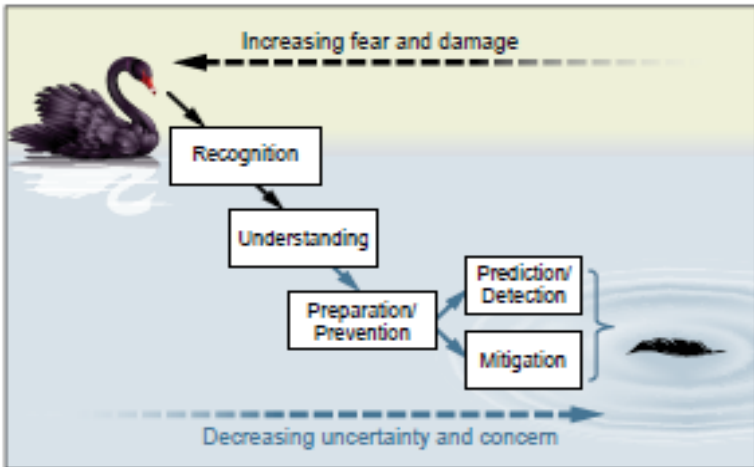 Increasing fear and damage
Recognition
Understanding
Preparation/
Prevention
Prediction/
Detection
Mitigation
Decreasing uncertainty and concern